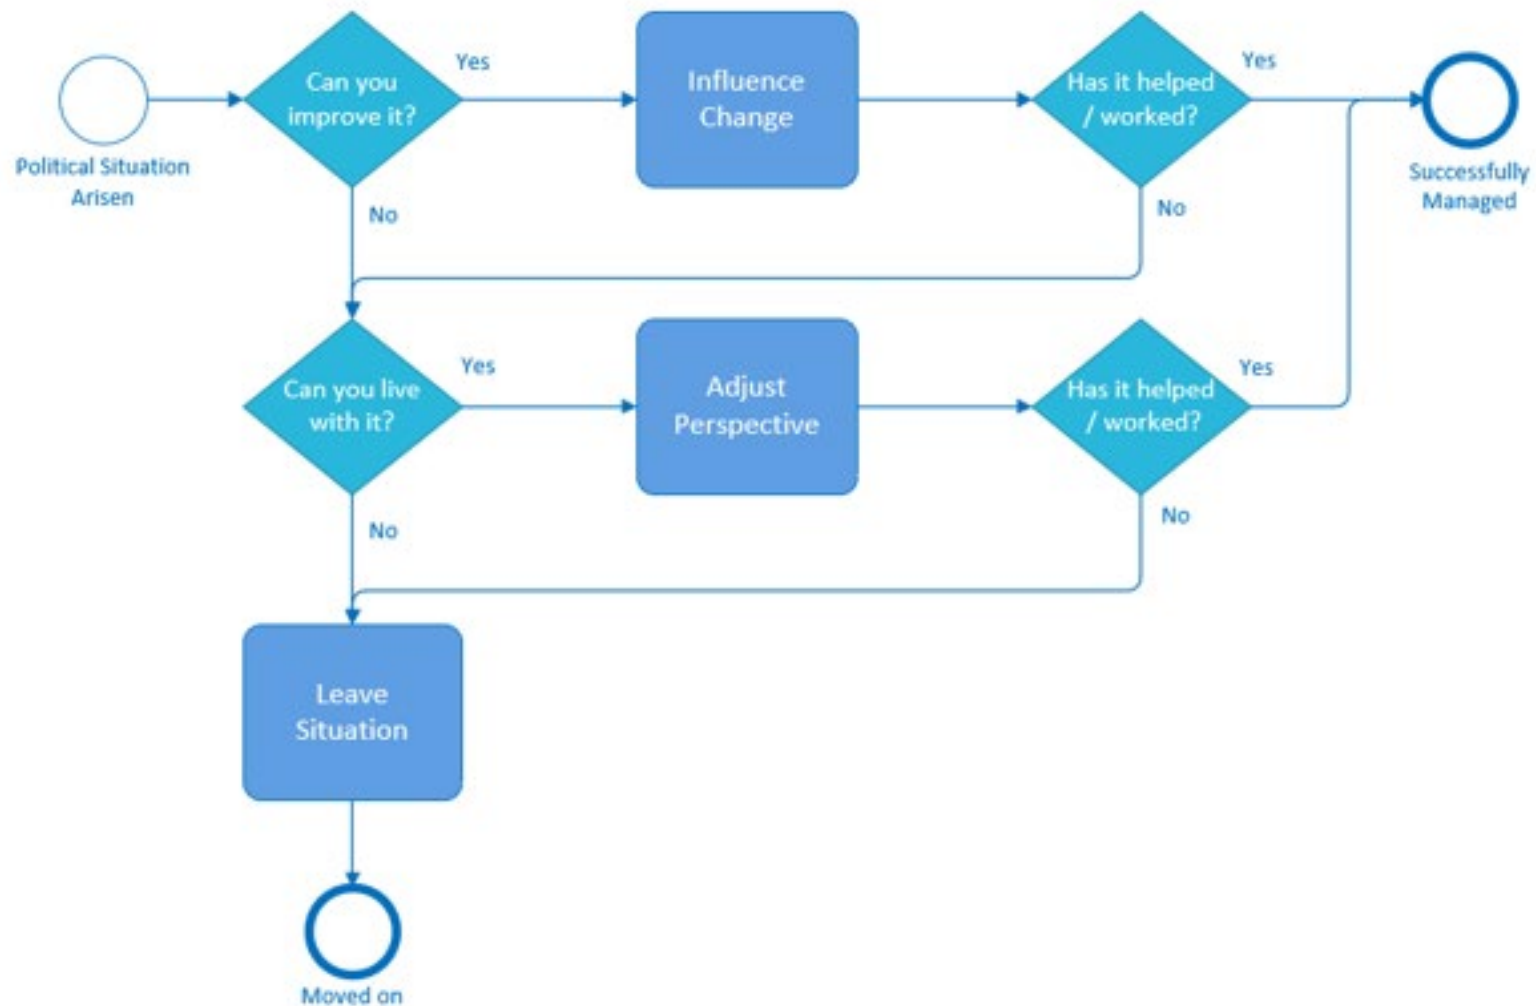 Can you
improve it?
Yes
Influence
Change
Has it helped
/ worked?
Yes
Political Situation
Arisen
Successfully
Managed
No
No
Can you live
with it?
Yes
Adjust
Perspective
Has it helped
/ worked?
Yes
No
No
Leave
Situation
Moved on